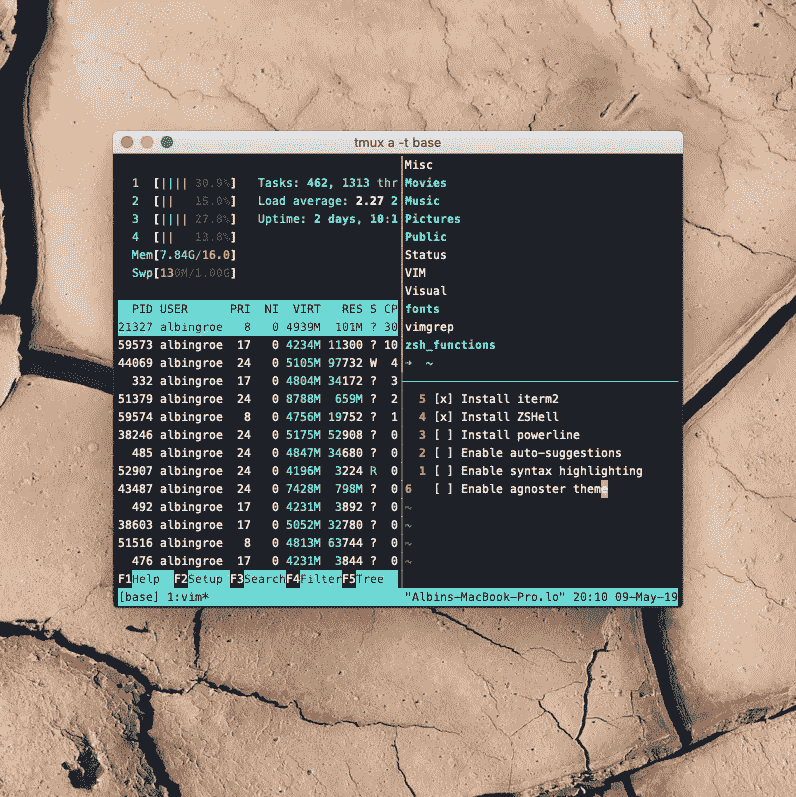 tmux a -t base
1 [|||| 30.9%] Tasks: 462, 1313 thr
2 [|| 15.0%] Load average: 2.27 2
3 [|||| 27.8%] Uptime: 2 days, 10:1
4 [|| 13.8%]
Mem[7.84G/16.0]
Swp[130M/1.00G]
PID USER PRI NI VIRT RES S CP
21327 albingroe 8 0 4939M 101M ? 30
59573 albingroe 17 0 4234M 11300 ? 10
44069 albingroe 24 0 5105M 97732 W 4
332 albingroe 17 0 4804M 34172 ? 3
51379 albingroe 24 0 8788M 659M ? 2
59574 albingroe 8 0 4756M 19752 ? 1
38246 albingroe 24 0 5175M 52908 ? 0
485 albingroe 24 0 4847M 34680 ? 0
52907 albingroe 24 0 4196M 3224 R 0
43487 albingroe 24 0 7428M 798M ? 0
492 albingroe 17 0 4231M 3892 ? 0
38603 albingroe 17 0 5052M 32780 ? 0
51516 albingroe 8 0 4813M 63744 ? 0
476 albingroe 17 0 4231M 3844 ? 0
F1Help F2Setup F3SearchF4FilterF5Tree
Misc
Movies
Music
Pictures
Public
Status
VIM
Visual
fonts
vimgrep
zsh_functions
→ ~
5 [x] Install iterm2
4 [x] Install ZSHell
3 [ ] Install powerline
2 [ ] Enable auto-suggestions
1 [ ] Enable syntax highlighting
6 [ ] Enable agnoster theme
~
~
~
~
[base] 1:vim* "Albins-MacBook-Pro.lo" 20:10 09-May-19